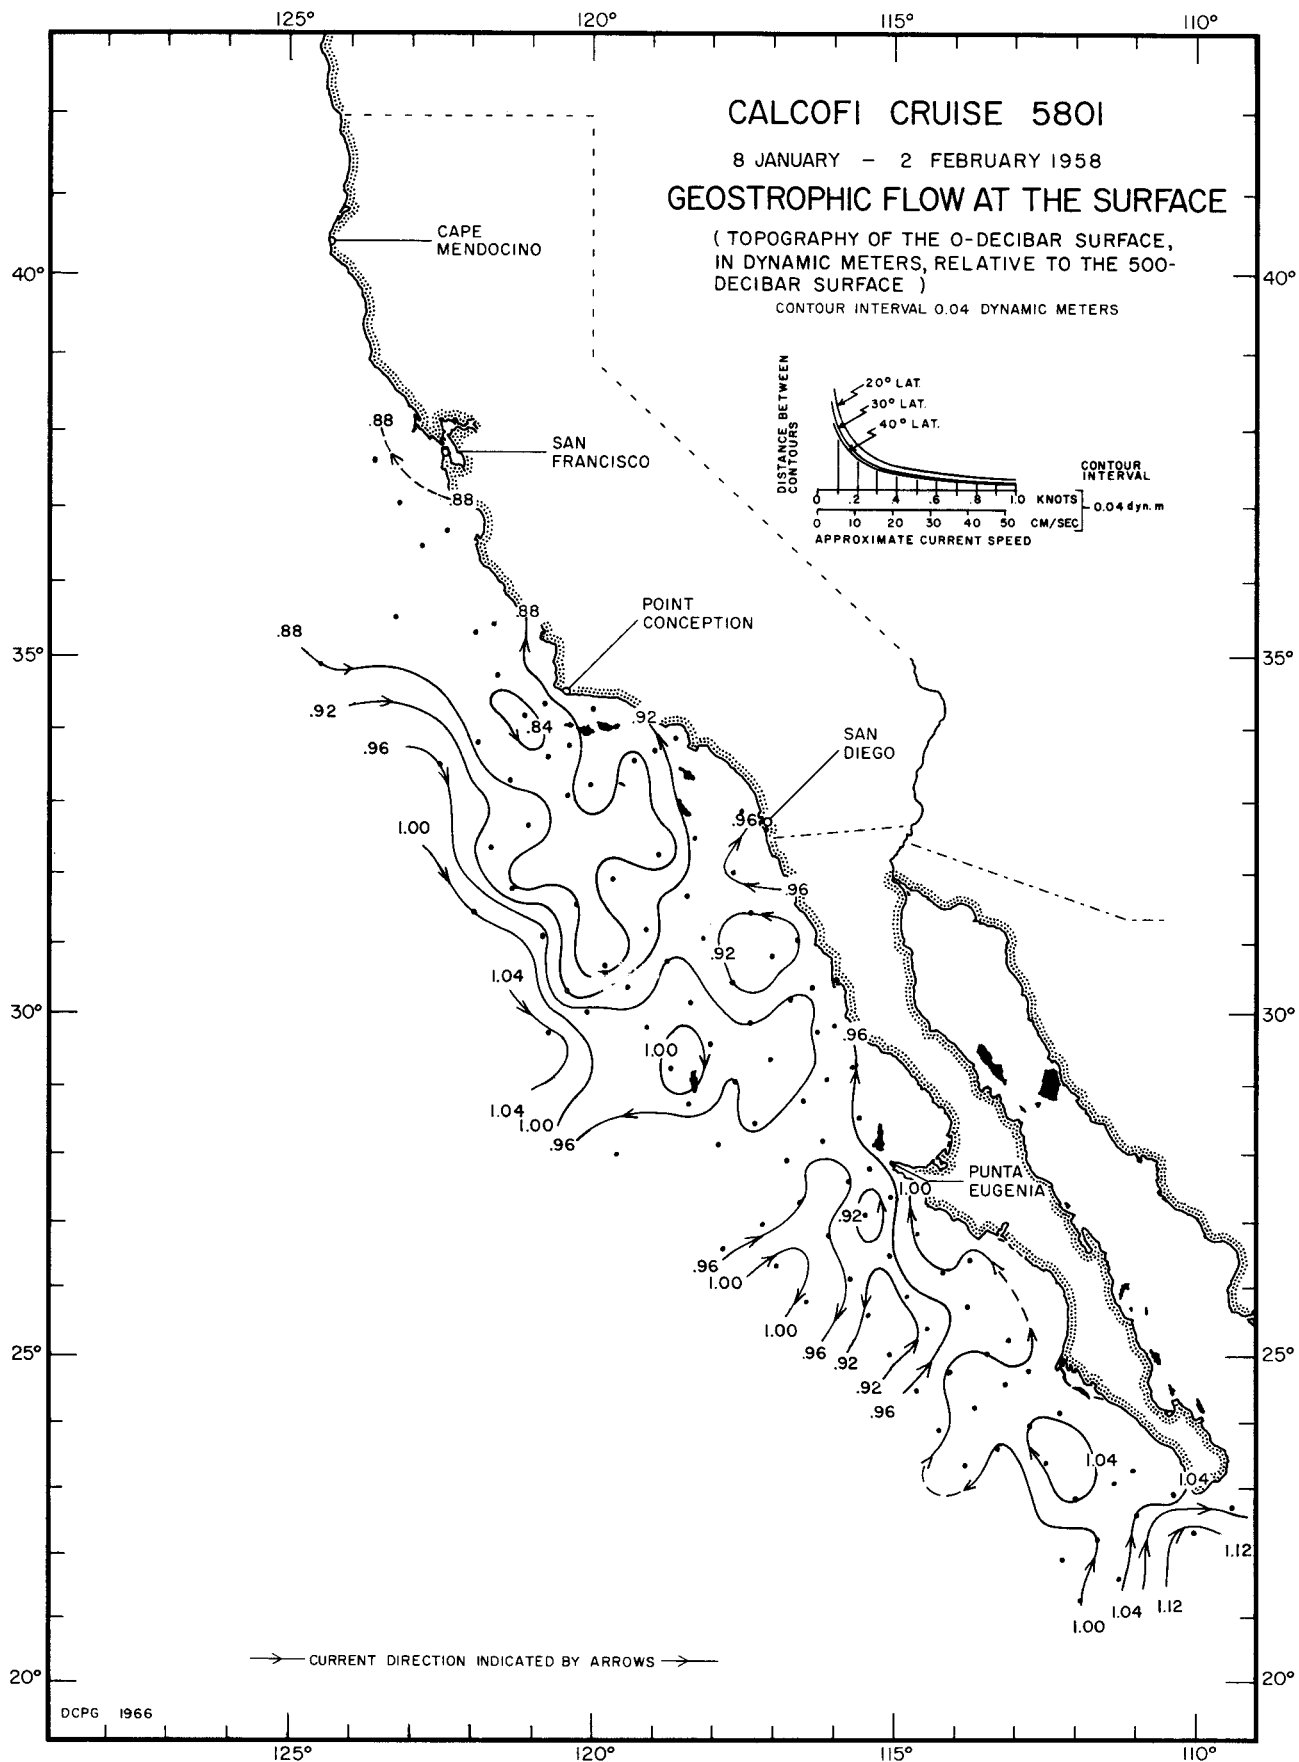 125° 120° 115° 110°
CALCOFI CRUISE 5801
8 JANUARY – 2 FEBRUARY 1958
GEOSTROPHIC FLOW AT THE SURFACE
( TOPOGRAPHY OF THE O-DECIBAR SURFACE,
IN DYNAMIC METERS, RELATIVE TO THE 500-
DECIBAR SURFACE )
CONTOUR INTERVAL 0.04 DYNAMIC METERS
CAPE
MENDOCINO
40° 40°
DISTANCE BETWEEN
CONTOURS
20° LAT.
30° LAT.
40° LAT.
CONTOUR
INTERVAL
0 .2 .4 .6 .8 1.0 KNOTS
0.04 dyn. m
0 10 20 30 40 50 CM/SEC
APPROXIMATE CURRENT SPEED
.88
SAN
FRANCISCO
.88
POINT
CONCEPTION
.88
.88
35° 35°
.92
.84
.92
.96
SAN
DIEGO
1.00
.96
.96
.92
1.04
30° 30°
.96
1.00
1.04
1.00
.96
PUNTA
EUGENIA
1.00
.92
.96
1.00
1.00
.96
.92
25° 25°
.92
.96
1.04
1.04
1.12
1.00
1.04
1.12
CURRENT DIRECTION INDICATED BY ARROWS
20° 20°
DCPG 1966
125° 120° 115° 110°